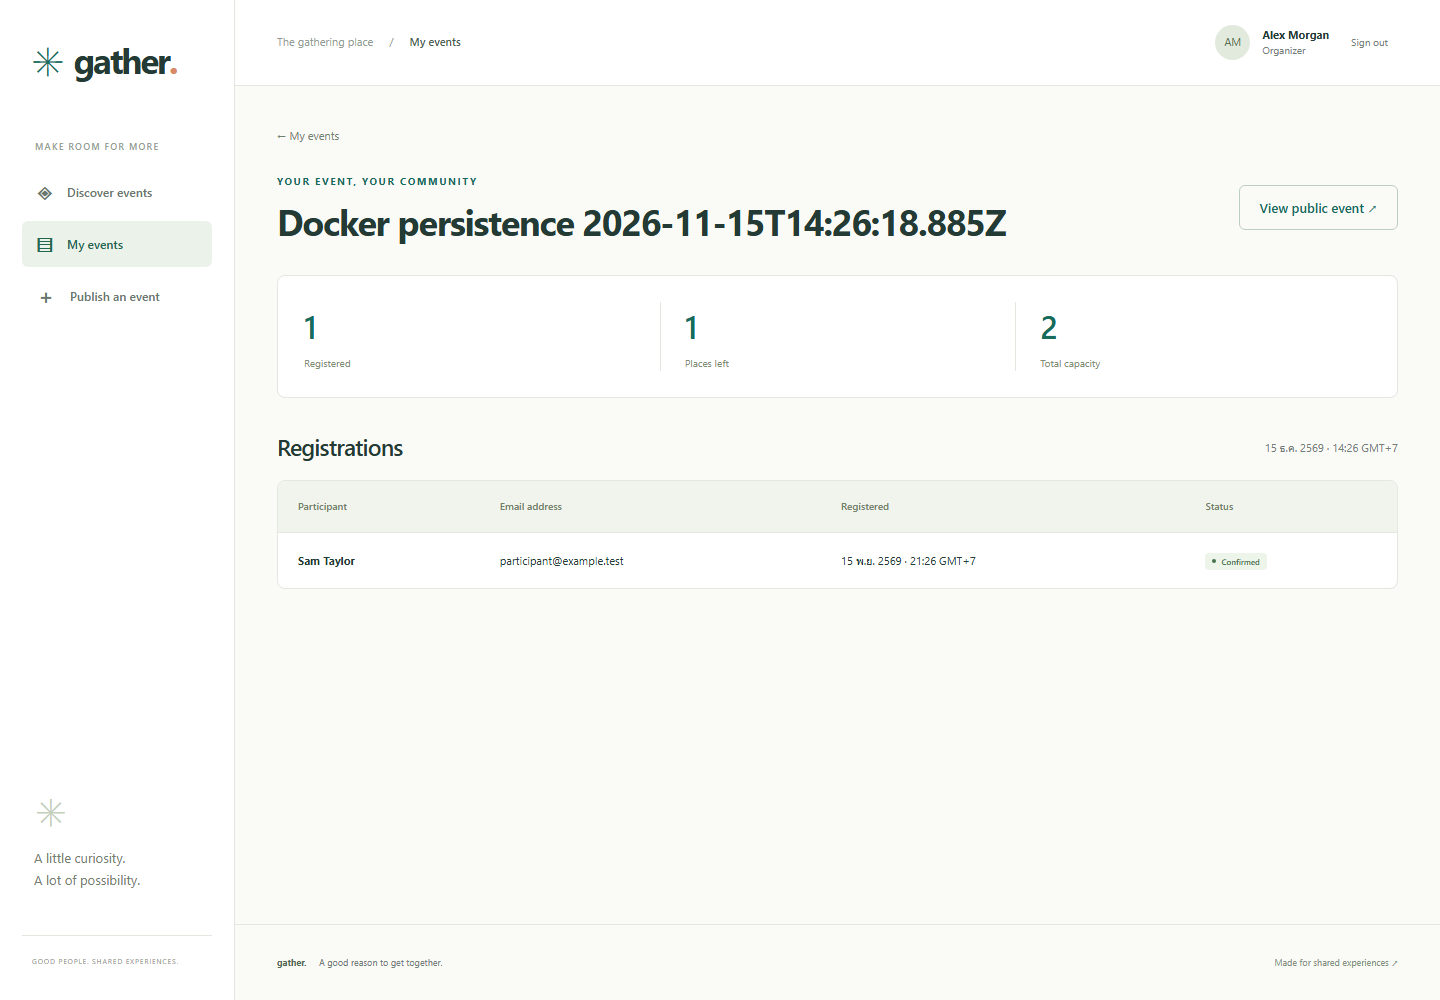 gather.
MAKE ROOM FOR MORE
Discover events
My events
Publish an event
A little curiosity.
A lot of possibility.
GOOD PEOPLE. SHARED EXPERIENCES.
The gathering place / My events
AM
Alex Morgan
Organizer
Sign out
← My events
YOUR EVENT, YOUR COMMUNITY
Docker persistence 2026-11-15T14:26:18.885Z
View public event ↗
1
Registered
1
Places left
2
Total capacity
Registrations
15 ธ.ค. 2569 · 14:26 GMT+7
Participant Email address Registered Status
Sam Taylor participant@example.test 15 พ.ย. 2569 · 21:26 GMT+7 Confirmed
gather. A good reason to get together.
Made for shared experiences ↗